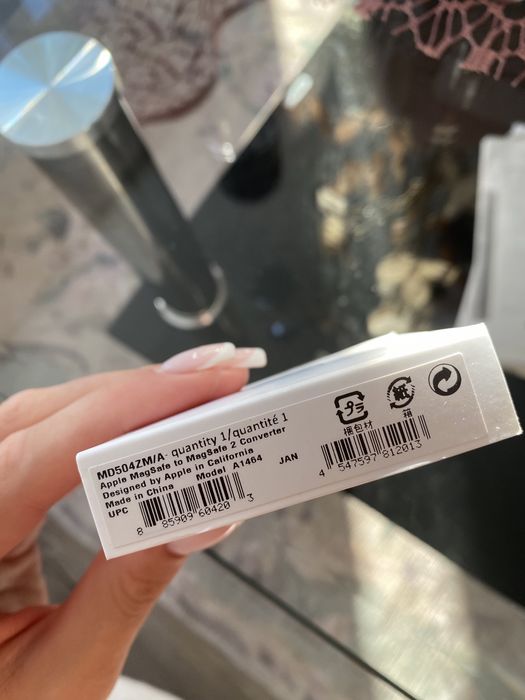 MD504ZM/A· quantity 1/quantité 1
Apple MagSafe to MagSafe 2 Converter
Designed by Apple in California
Made in China Model A1464
UPC
8 85909 60420 3
JAN
4 547597 812013
プラ
梱包材
紙
箱